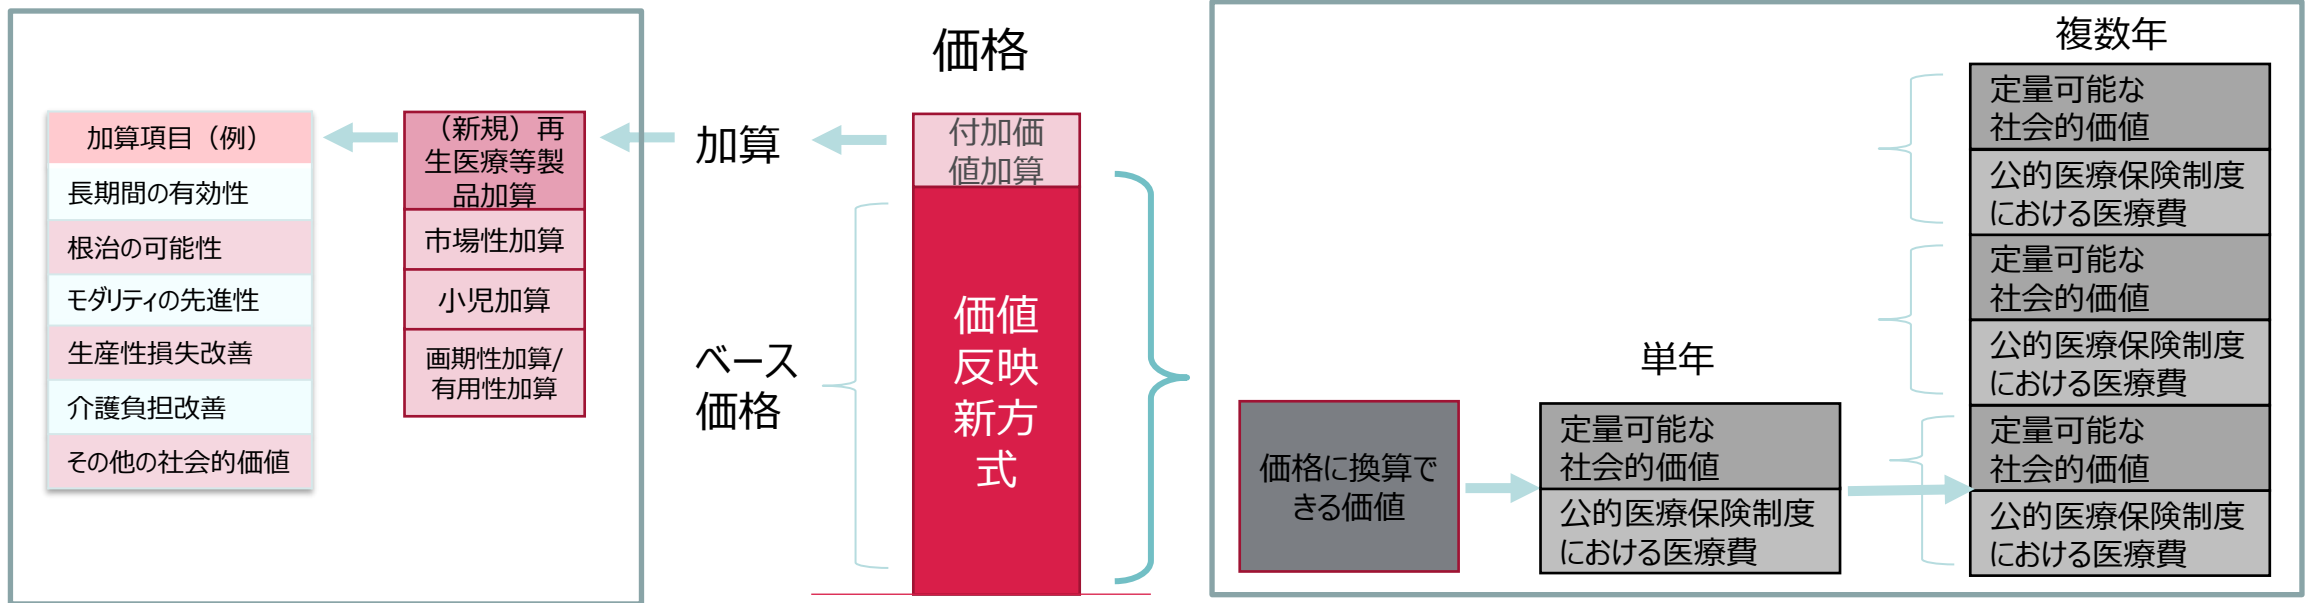 加算項目（例）
長期間の有効性
根治の可能性
モダリティの先進性
生産性損失改善
介護負担改善
その他の社会的価値
（新規）再
生医療等製
品加算
市場性加算
小児加算
画期性加算/
有用性加算
加算
ベース
価格
価格
付加価
値加算
価値
反映
新方
式
価格に換算で
きる価値
単年
定量可能な
社会的価値
公的医療保険制度
における医療費
複数年
定量可能な
社会的価値
公的医療保険制度
における医療費
定量可能な
社会的価値
公的医療保険制度
における医療費
定量可能な
社会的価値
公的医療保険制度
における医療費